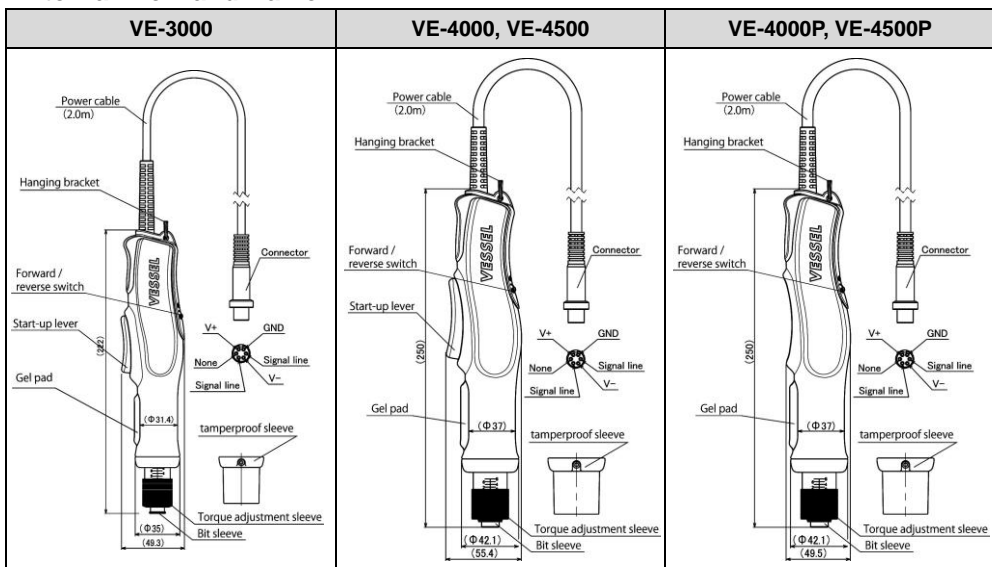 VE-3000
VE-4000, VE-4500
VE-4000P, VE-4500P
Power cable
(2.0m)
Hanging bracket
VESSEL
Connector
Forward /
reverse switch
Start-up lever
V+
GND
None
Signal line
Signal line
V-
Gel pad
(Φ31.4)
tamperproof sleeve
Torque adjustment sleeve
Bit sleeve
(Φ35)
(49.3)
Power cable
(2.0m)
Hanging bracket
VESSEL
Connector
Forward /
reverse switch
Start-up lever
(250)
V+
GND
None
Signal line
Signal line
V-
Gel pad
(Φ37)
tamperproof sleeve
Torque adjustment sleeve
Bit sleeve
(Φ42.1)
(55.4)
Power cable
(2.0m)
Hanging bracket
VESSEL
Connector
Forward /
reverse switch
(250)
V+
GND
None
Signal line
Signal line
V-
Gel pad
(Φ37)
tamperproof sleeve
Torque adjustment sleeve
Bit sleeve
(Φ42.1)
(49.5)